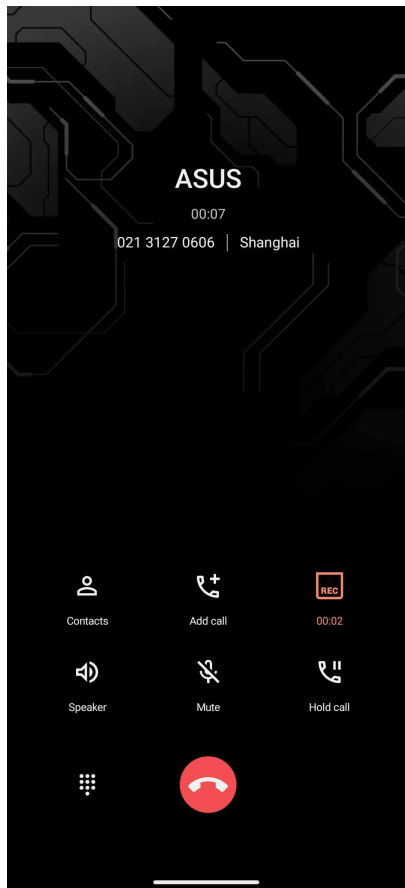 ASUS
00:07
021 3127 0606 | Shanghai
REC
Contacts Add call 00:02
Speaker Mute Hold call